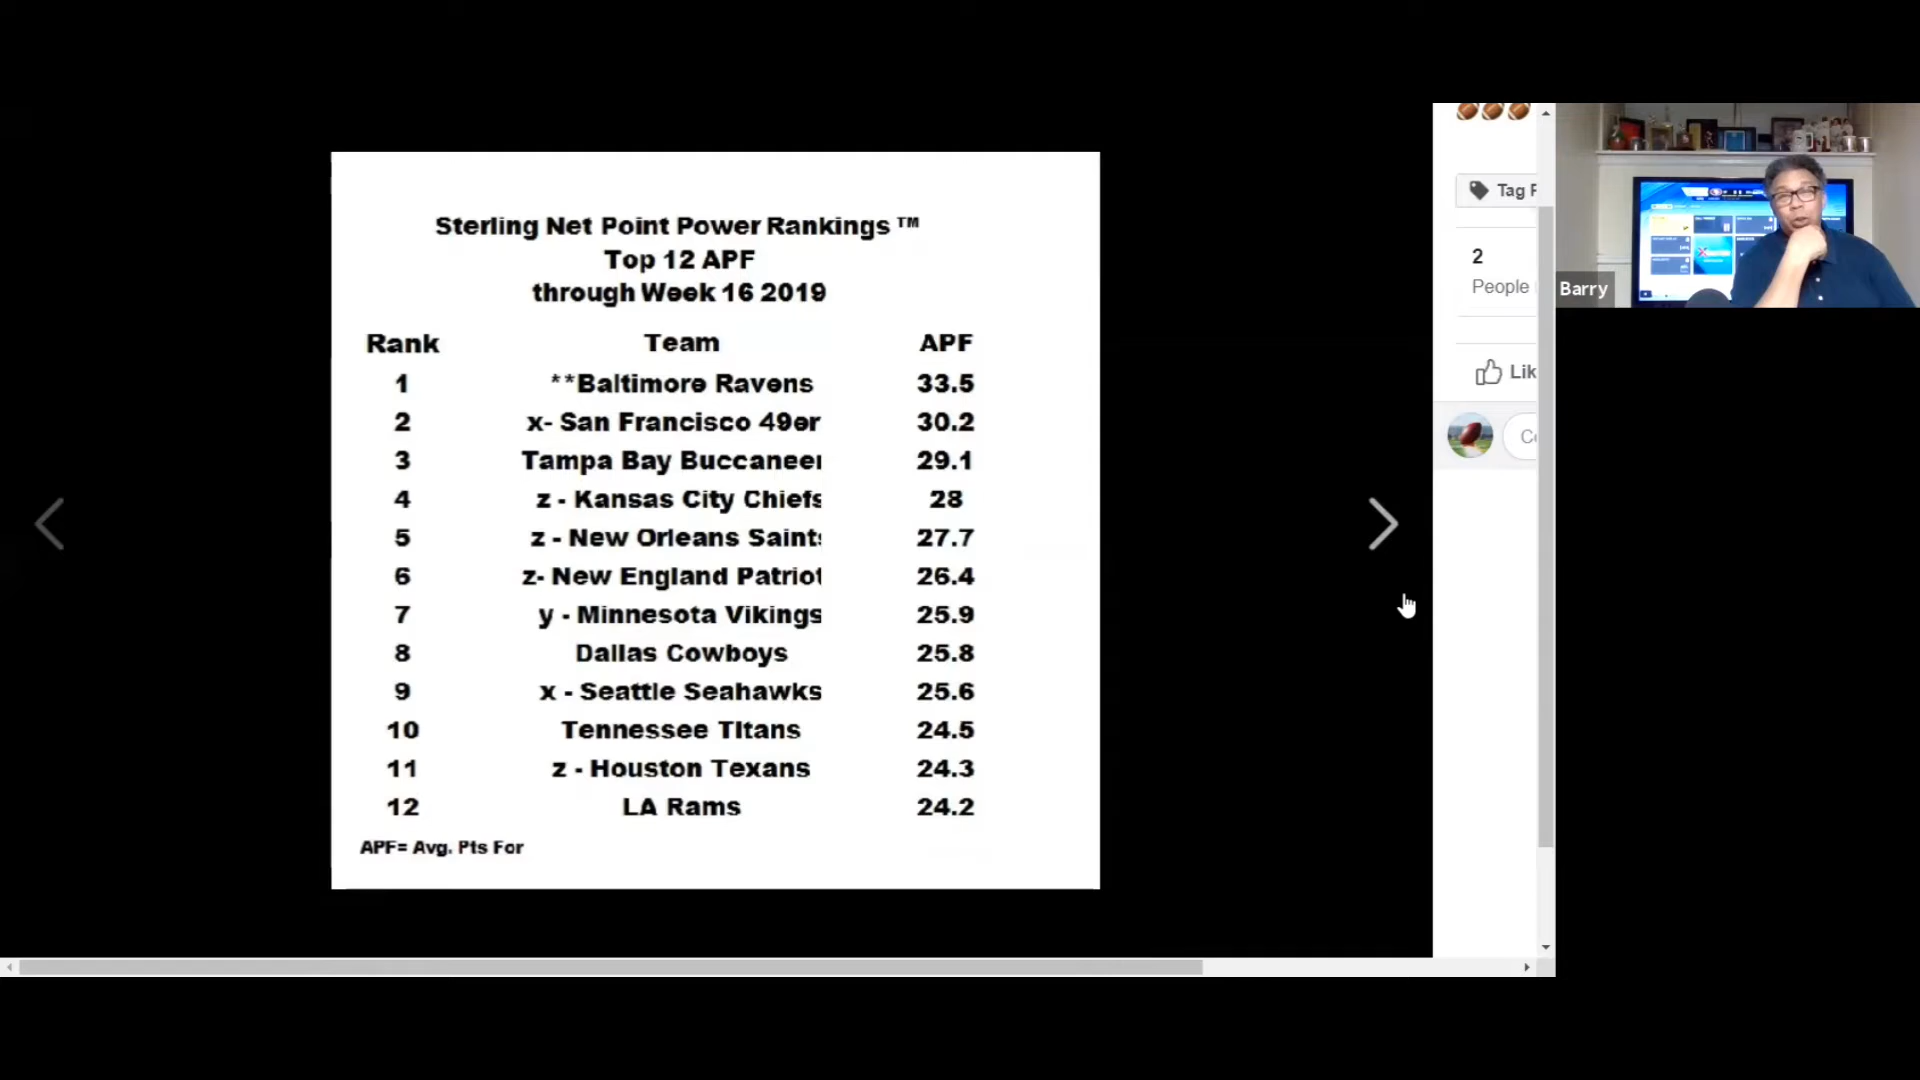 Sterling Net Point Power Rankings ™
Top 12 APF
through Week 16 2019
Rank Team APF
1 **Baltimore Ravens 33.5
2 x- San Francisco 49er 30.2
3 Tampa Bay Buccaneer 29.1
4 z - Kansas City Chiefs 28
5 z - New Orleans Saints 27.7
6 z- New England Patriot 26.4
7 y - Minnesota Vikings 25.9
8 Dallas Cowboys 25.8
9 x - Seattle Seahawks 25.6
10 Tennessee TItans 24.5
11 z - Houston Texans 24.3
12 LA Rams 24.2
APF= Avg. Pts For
Tag
2
People
Lik
Barry